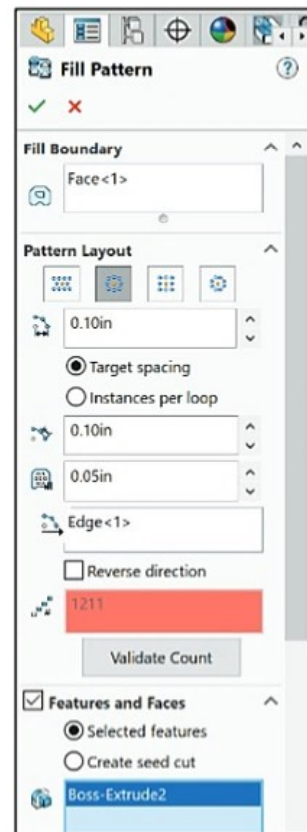 Fill Pattern
Fill Boundary
Face<1>
Pattern Layout
0.10in
Target spacing
Instances per loop
0.10in
0.05in
Edge<1>
Reverse direction
1211
Validate Count
Features and Faces
Selected features
Create seed cut
Boss-Extrude2